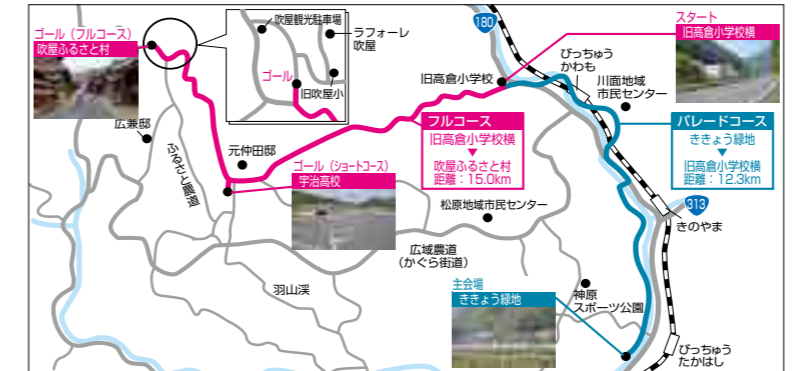 ゴール（フルコース）
吹屋ふるさと村
吹屋観光駐車場
ラフォーレ
吹屋
ゴール
旧吹屋小
広兼邸
ふるさと農道
元仲田邸
ゴール（ショートコース）
宇治高校
羽山渓
広域農道
（かぐら街道）
松原地域市民センター
旧高倉小学校
フルコース
旧高倉小学校横
▼
吹屋ふるさと村
距離：15.0km
180
スタート
旧高倉小学校横
びっちゅう
かわも
川面地域
市民センター
パレードコース
ききょう緑地
▼
旧高倉小学校横
距離：12.3km
313
きのやま
主会場
ききょう緑地
神原
スポーツ公園
びっちゅう
たかはし